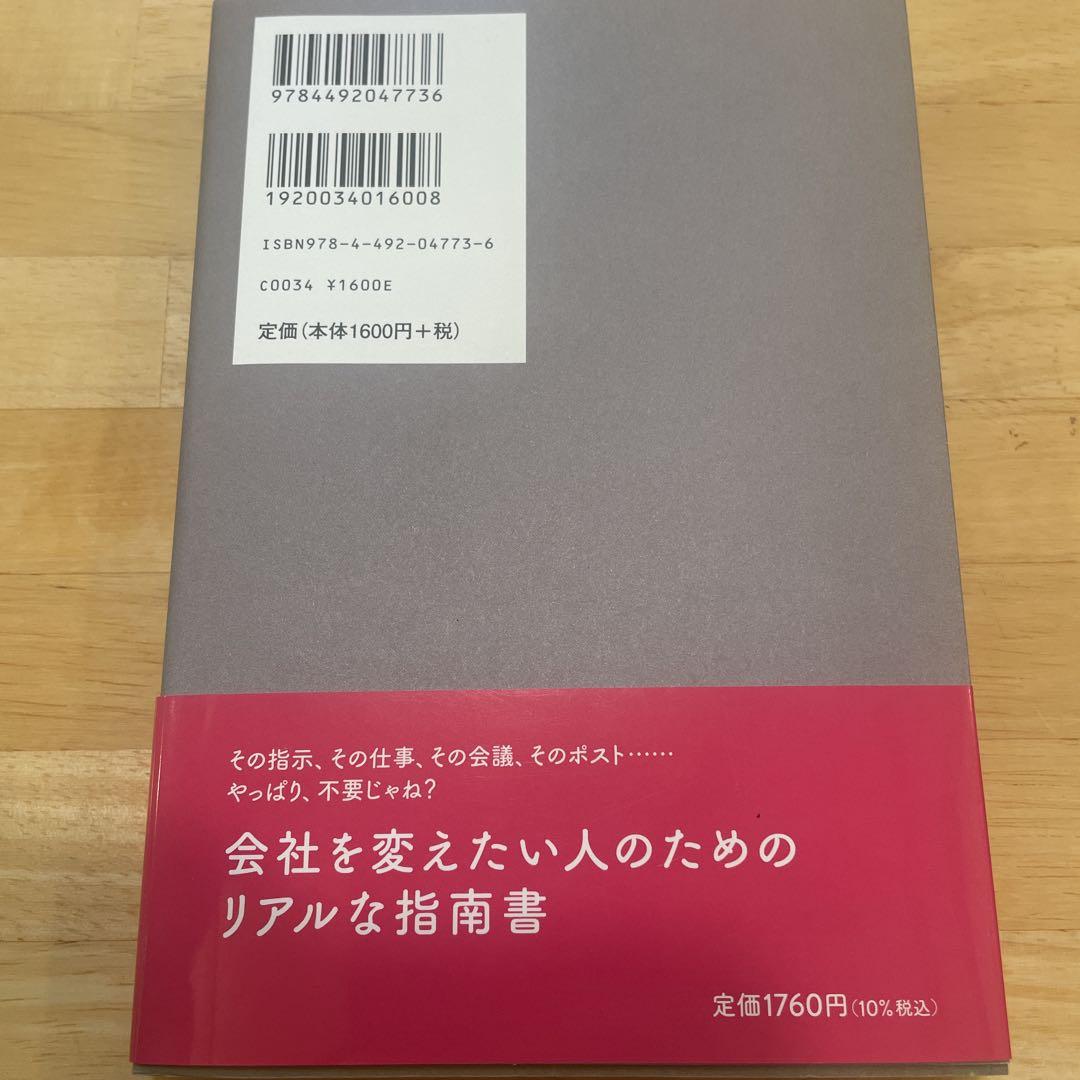 9784492047736
1920034016008
ISBN978-4-492-04773-6
C0034 ¥1600E
定価(本体1600円+税)
その指示、その仕事、その会議、そのポスト……
やっぱり、不要じゃね?
会社を変えたい人のための
リアルな指南書
定価1760円(10%税込)